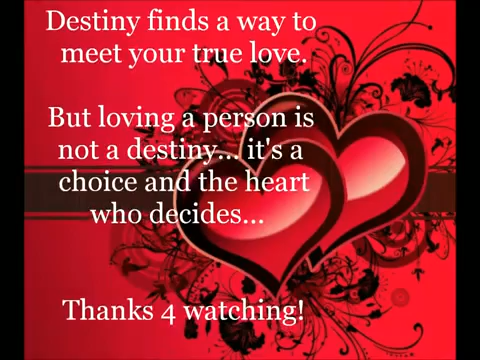 Destiny finds a way to
meet your true love.
But loving a person is
not a destiny... it's a
choice and the heart
who decides...
Thanks 4 watching!